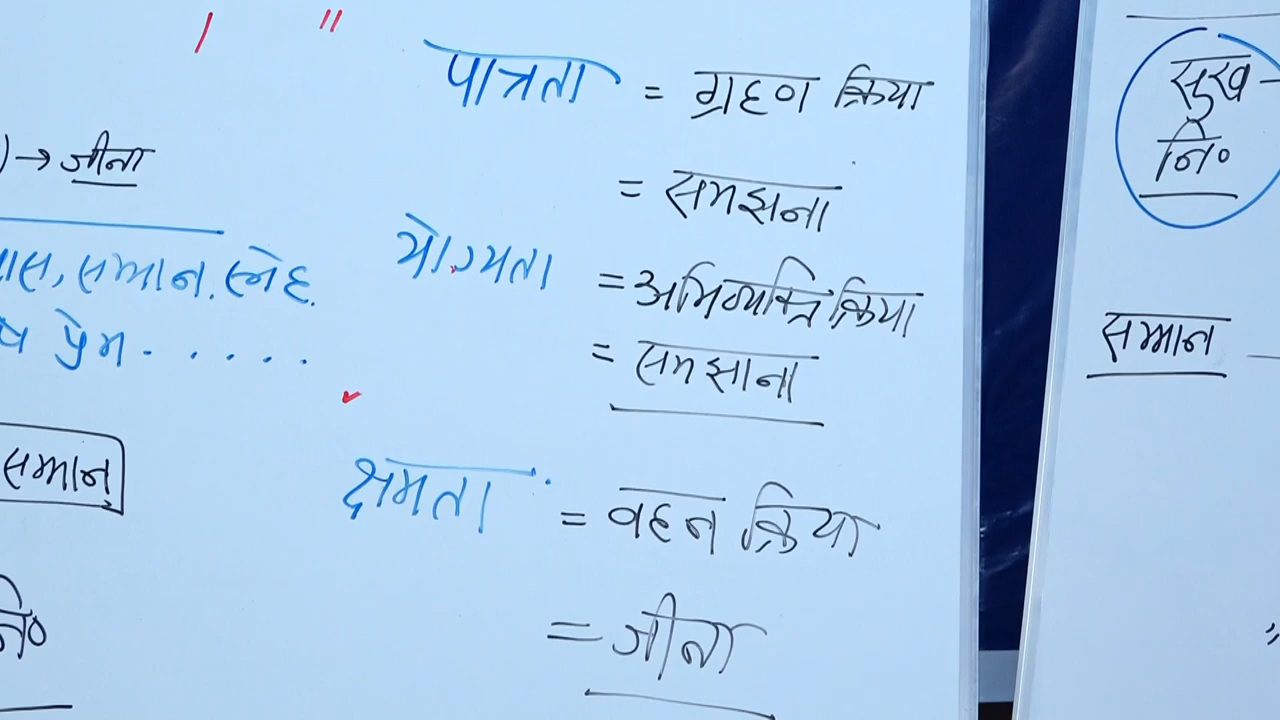 पात्रता = ग्रहण क्रिया
= समझना
योग्यता = अभिव्यक्ति क्रिया
= समझाना
क्षमता = वहन क्रिया
= जीना
→ जीना
सम्मान, स्नेह,
प्रेम . . . . . .
सम्मान
सुख -
नि०
सम्मान